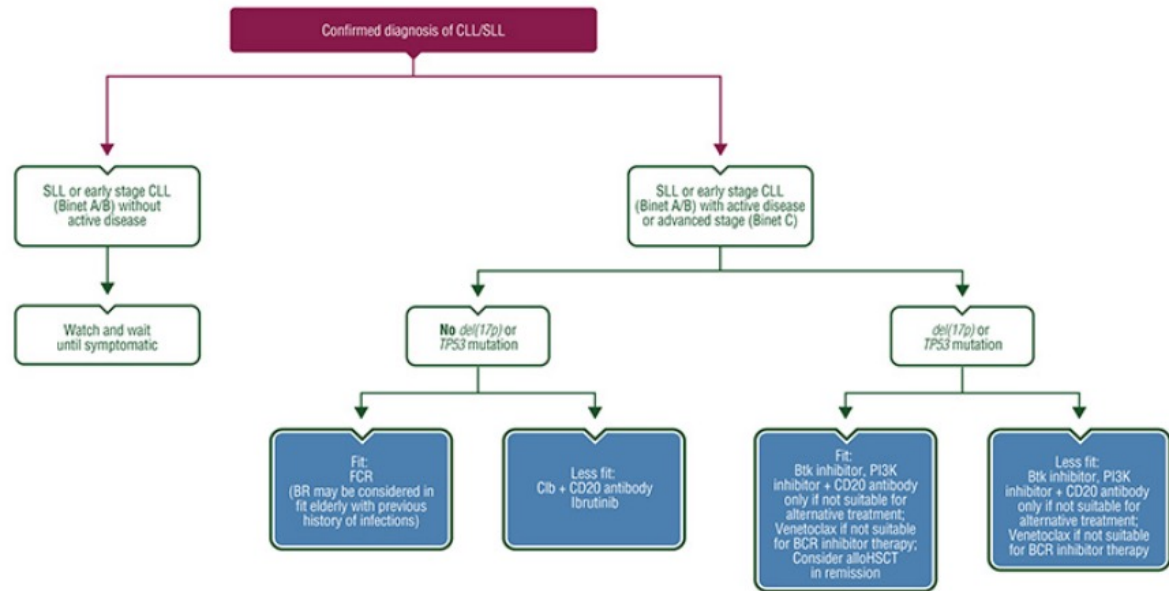 Confirmed diagnosis of CLL/SLL
SLL or early stage CLL
(Binet A/B) without
active disease
SLL or early stage CLL
(Binet A/B) with active disease
or advanced stage (Binet C)
Watch and wait
until symptomatic
No del(17p) or
TP53 mutation
del(17p) or
TP53 mutation
Fit:
FCR
(BR may be considered in
fit elderly with previous
history of infections)
Less fit:
Clb + CD20 antibody
Ibrutinib
Fit:
Btk inhibitor, PI3K
inhibitor + CD20 antibody
only if not suitable for
alternative treatment;
Venetoclax if not suitable
for BCR inhibitor therapy;
Consider alloHSCT
in remission
Less fit:
Btk inhibitor, PI3K
inhibitor + CD20 antibody
only if not suitable for
alternative treatment;
Venetoclax if not suitable
for BCR inhibitor therapy